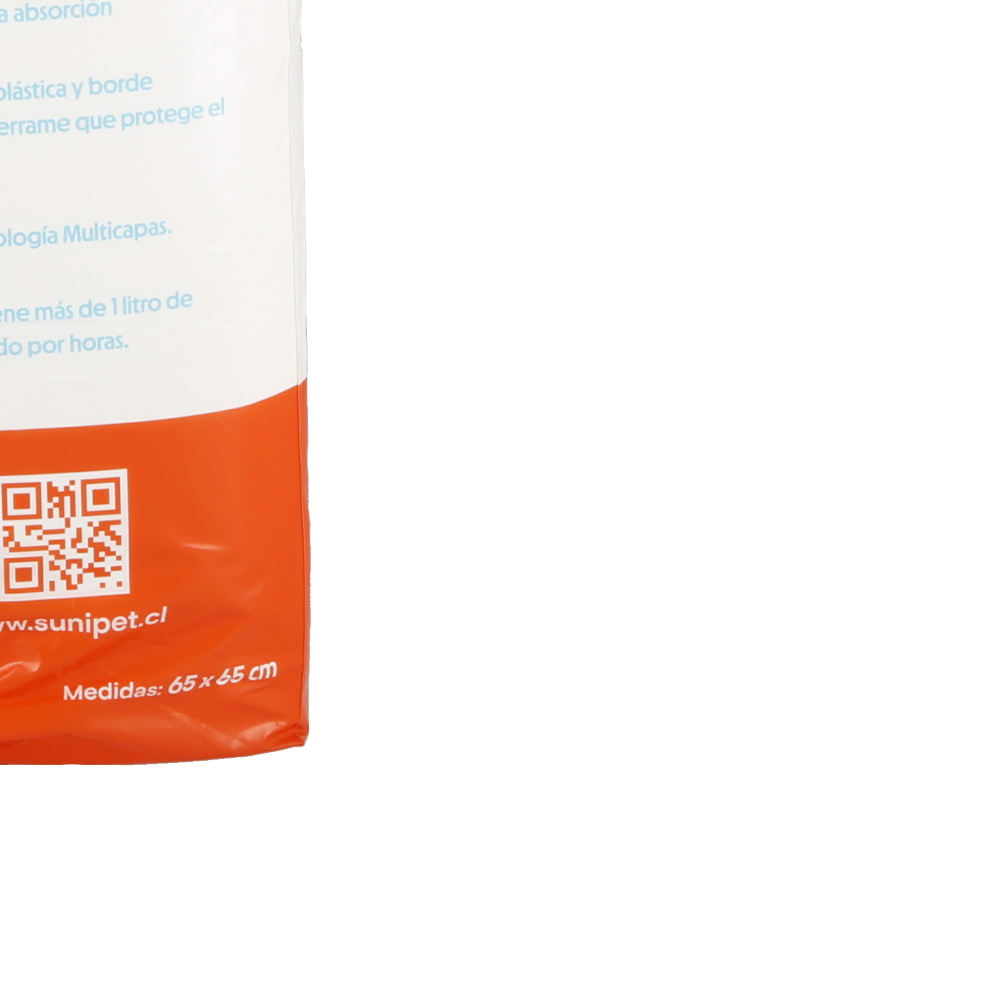 a absorción
plástica y borde
errame que protege el
ología Multicapas.
ene más de 1 litro de
do por horas.
ww.sunipet.cl
Medidas: 65 x 65 cm